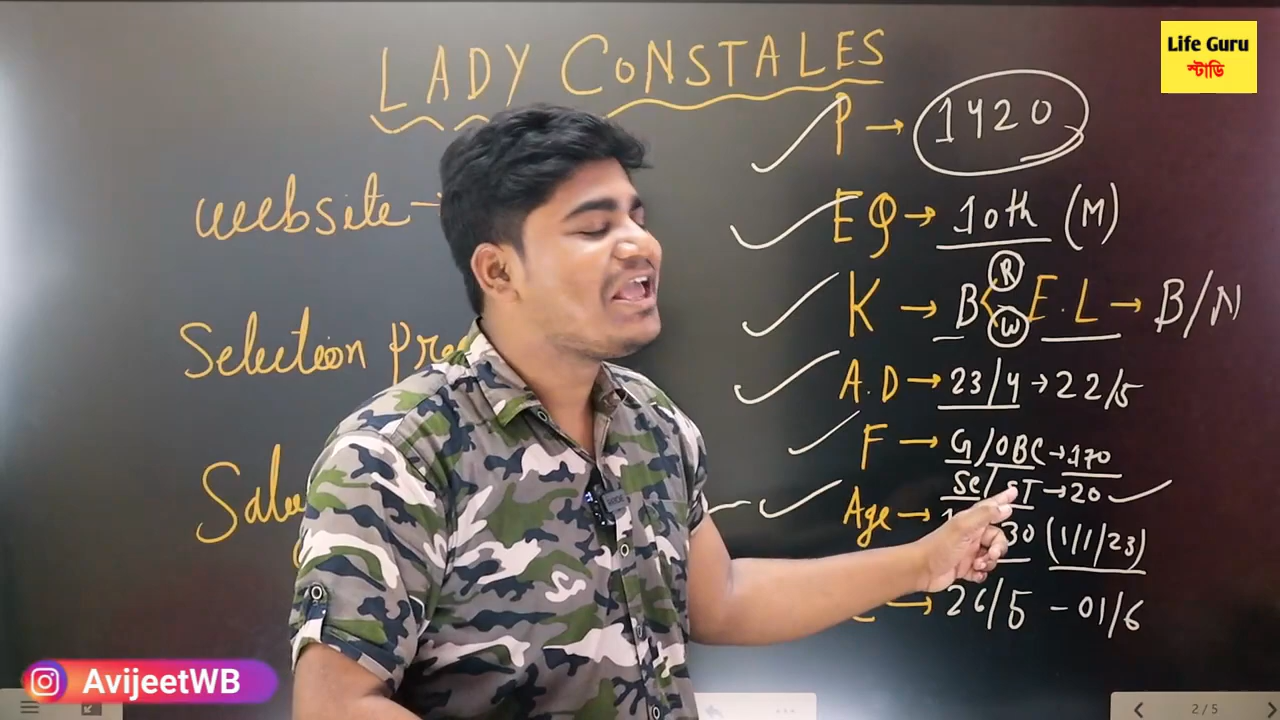 LADY CONSTALES
Life Guru
স্টাডি
P → 1420
website →
EQ → 10th (M)
K → B < R W E.L → B/N
Selection pro
A.D → 23/4 → 22/5
F → G/OBC → 170
SC/ST → 20
Age → 30 (1/1/23)
→ 26/5 - 01/6
AvijeetWB
2/5